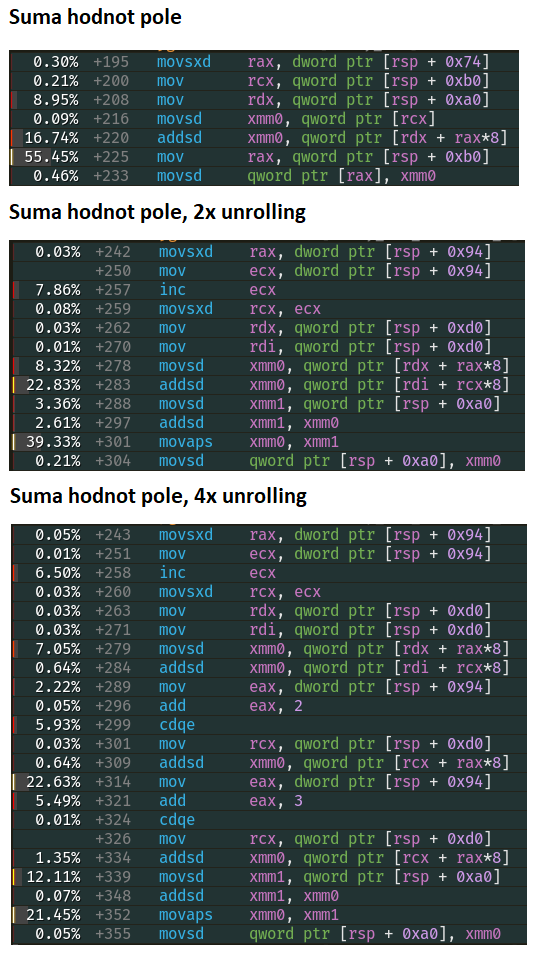 Suma hodnot pole
0.30% +195 movsxd rax, dword ptr [rsp + 0x74]
0.21% +200 mov rcx, qword ptr [rsp + 0xb0]
8.95% +208 mov rdx, qword ptr [rsp + 0xa0]
0.09% +216 movsd xmm0, qword ptr [rcx]
16.74% +220 addsd xmm0, qword ptr [rdx + rax*8]
55.45% +225 mov rax, qword ptr [rsp + 0xb0]
0.46% +233 movsd qword ptr [rax], xmm0
Suma hodnot pole, 2x unrolling
0.03% +242 movsxd rax, dword ptr [rsp + 0x94]
+250 mov ecx, dword ptr [rsp + 0x94]
7.86% +257 inc ecx
0.08% +259 movsxd rcx, ecx
0.03% +262 mov rdx, qword ptr [rsp + 0xd0]
0.01% +270 mov rdi, qword ptr [rsp + 0xd0]
8.32% +278 movsd xmm0, qword ptr [rdx + rax*8]
22.83% +283 addsd xmm0, qword ptr [rdi + rcx*8]
3.36% +288 movsd xmm1, qword ptr [rsp + 0xa0]
2.61% +297 addsd xmm1, xmm0
39.33% +301 movaps xmm0, xmm1
0.21% +304 movsd qword ptr [rsp + 0xa0], xmm0
Suma hodnot pole, 4x unrolling
0.05% +243 movsxd rax, dword ptr [rsp + 0x94]
0.01% +251 mov ecx, dword ptr [rsp + 0x94]
6.50% +258 inc ecx
0.03% +260 movsxd rcx, ecx
0.03% +263 mov rdx, qword ptr [rsp + 0xd0]
0.03% +271 mov rdi, qword ptr [rsp + 0xd0]
7.05% +279 movsd xmm0, qword ptr [rdx + rax*8]
0.64% +284 addsd xmm0, qword ptr [rdi + rcx*8]
2.22% +289 mov eax, dword ptr [rsp + 0x94]
0.05% +296 add eax, 2
5.93% +299 cdqe
0.03% +301 mov rcx, qword ptr [rsp + 0xd0]
0.64% +309 addsd xmm0, qword ptr [rcx + rax*8]
22.63% +314 mov eax, dword ptr [rsp + 0x94]
5.49% +321 add eax, 3
0.01% +324 cdqe
+326 mov rcx, qword ptr [rsp + 0xd0]
1.35% +334 addsd xmm0, qword ptr [rcx + rax*8]
12.11% +339 movsd xmm1, qword ptr [rsp + 0xa0]
0.07% +348 addsd xmm1, xmm0
21.45% +352 movaps xmm0, xmm1
0.05% +355 movsd qword ptr [rsp + 0xa0], xmm0